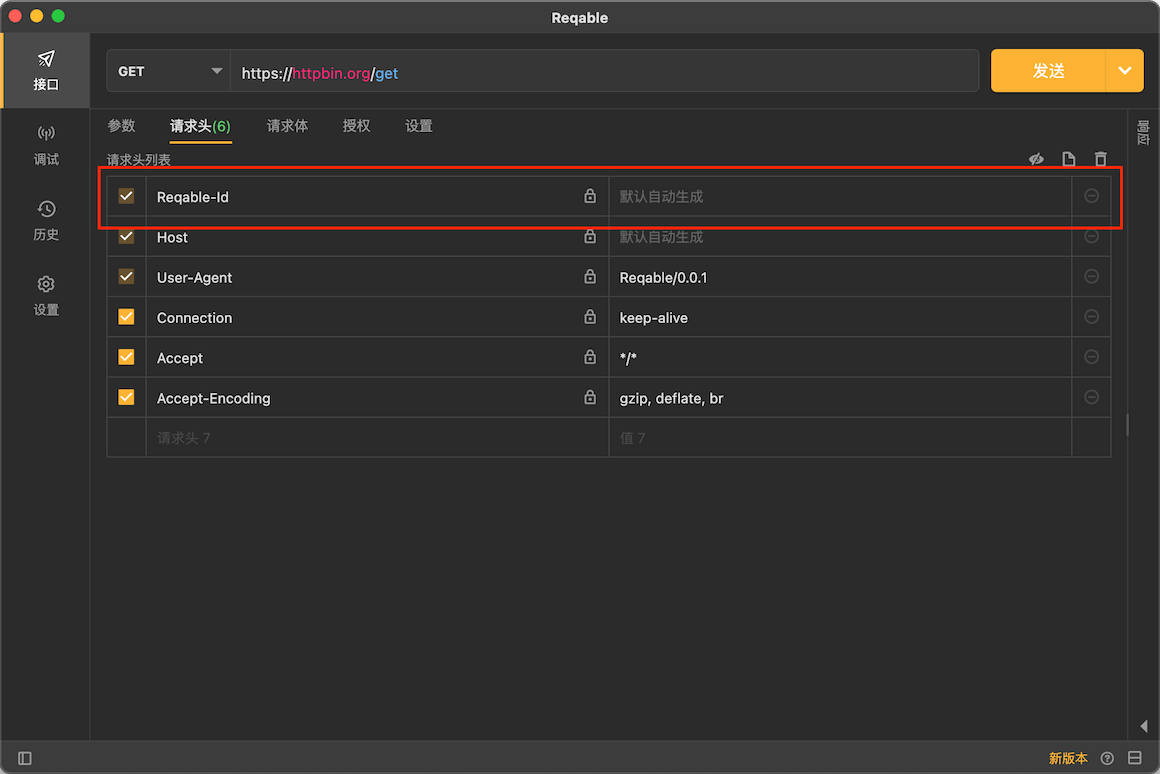 Reqable
接口
调试
历史
设置
GET https://httpbin.org/get 发送
参数 请求头(6) 请求体 授权 设置
请求头列表
Reqable-Id 默认自动生成
Host 默认自动生成
User-Agent Reqable/0.0.1
Connection keep-alive
Accept */*
Accept-Encoding gzip, deflate, br
请求头 7 值 7
响应
新版本